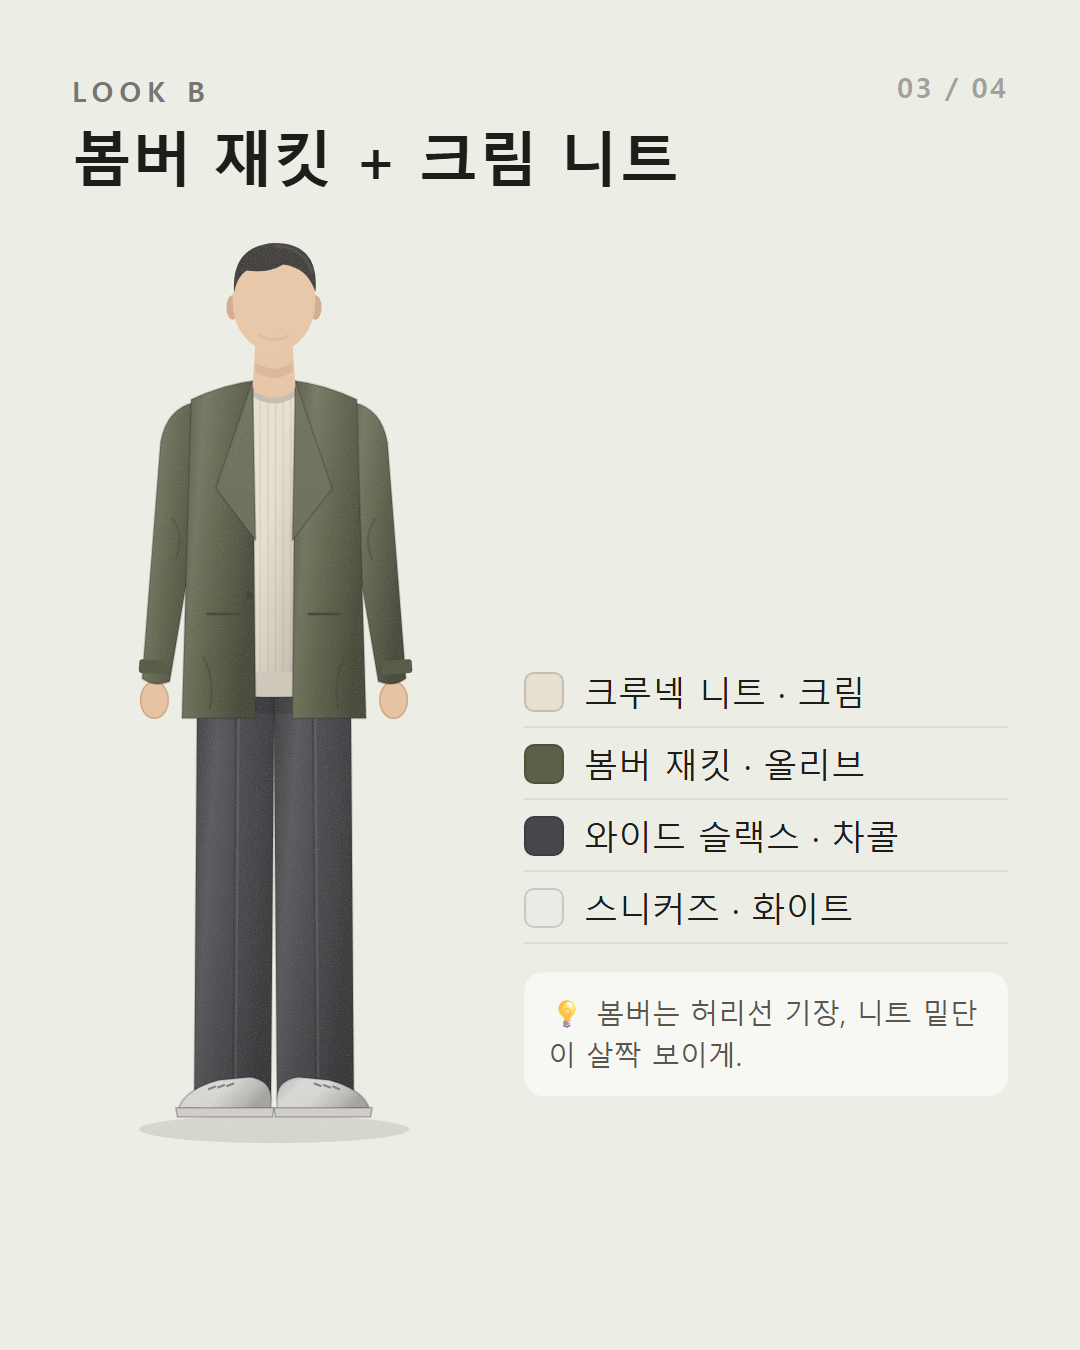 LOOK B
03 / 04
봄버 재킷 + 크림 니트
크루넥 니트 · 크림
봄버 재킷 · 올리브
와이드 슬랙스 · 차콜
스니커즈 · 화이트
💡 봄버는 허리선 기장, 니트 밑단
이 살짝 보이게.